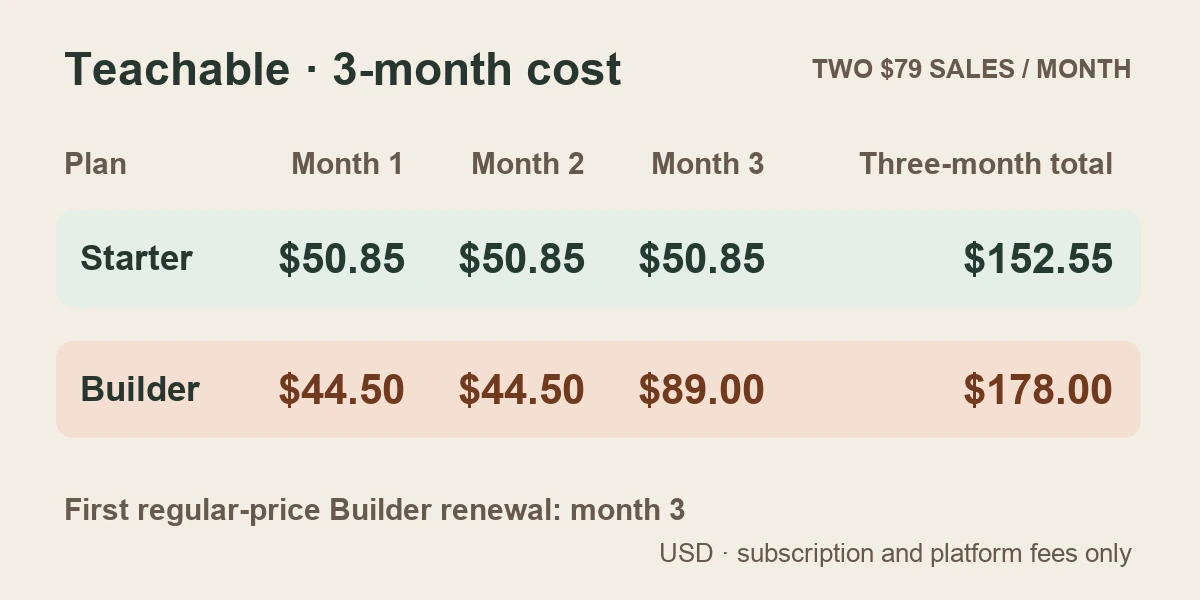 Teachable · 3-month cost
TWO $79 SALES / MONTH
Plan Month 1 Month 2 Month 3 Three-month total
Starter $50.85 $50.85 $50.85 $152.55
Builder $44.50 $44.50 $89.00 $178.00
First regular-price Builder renewal: month 3
USD · subscription and platform fees only